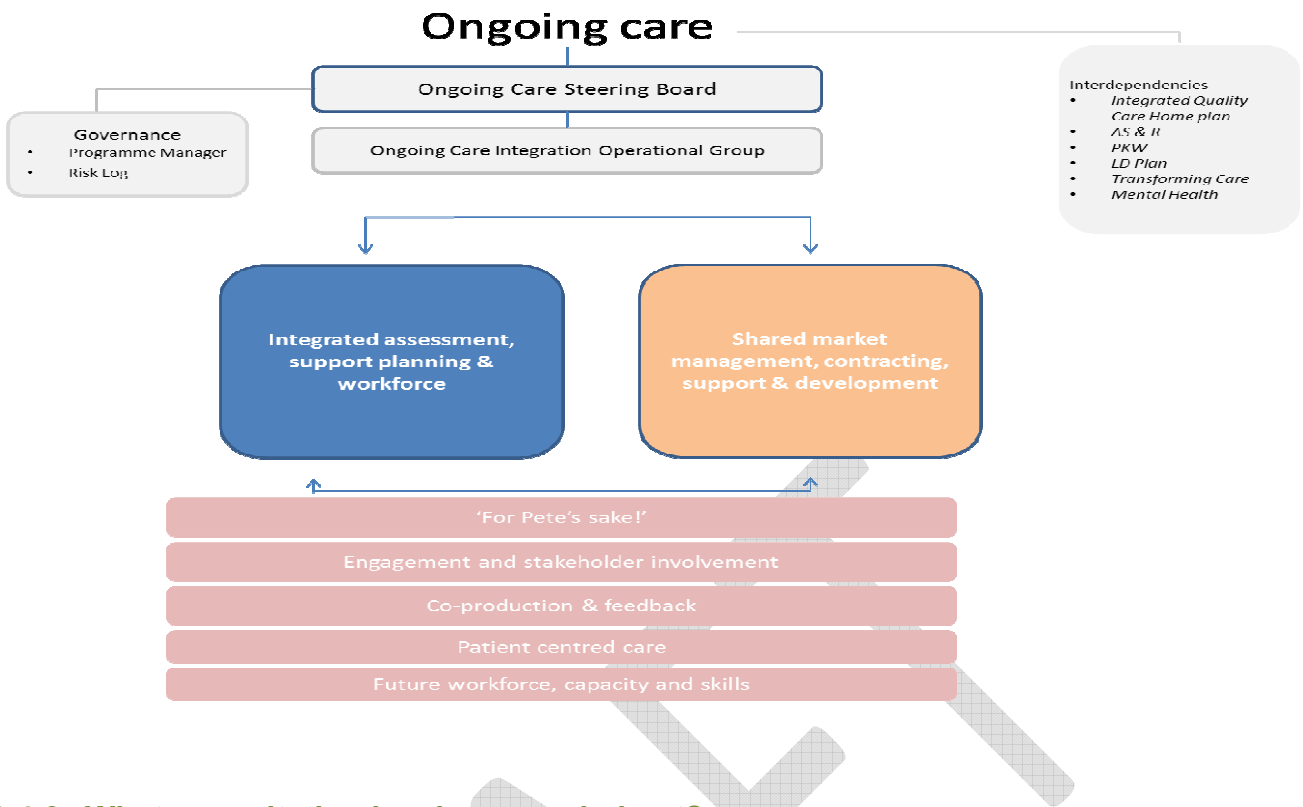 Ongoing care
Ongoing Care Steering Board
Ongoing Care Integration Operational Group
Governance
• Programme Manager
• Risk Log
Interdependencies
• Integrated Quality
Care Home plan
• AS & R
• PKW
• LD Plan
• Transforming Care
• Mental Health
Integrated assessment,
support planning &
workforce
Shared market
management, contracting,
support & development
‘For Pete’s sake!’
Engagement and stakeholder involvement
Co-production & feedback
Patient centred care
Future workforce, capacity and skills